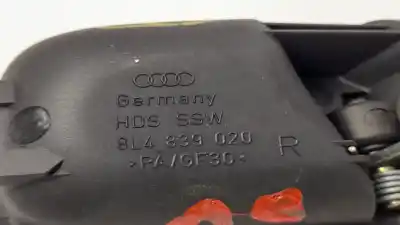 Germany
HDS SSW
8L4 839 020
>PA/GF30<
R